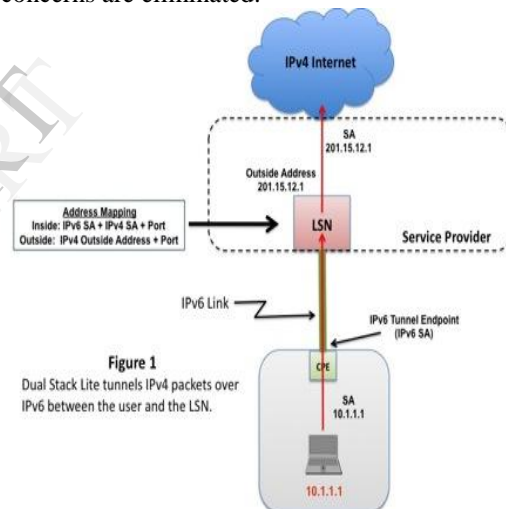 concerns are eliminated.
IPv4 Internet
SA
201.15.12.1
Outside Address
201.15.12.1
Address Mapping
Inside: IPv6 SA + IPv4 SA + Port
Outside: IPv4 Outside Address + Port
LSN
Service Provider
IPv6 Link
IPv6 Tunnel Endpoint
(IPv6 SA)
Figure 1
Dual Stack Lite tunnels IPv4 packets over
IPv6 between the user and the LSN.
CPE
SA
10.1.1.1
10.1.1.1